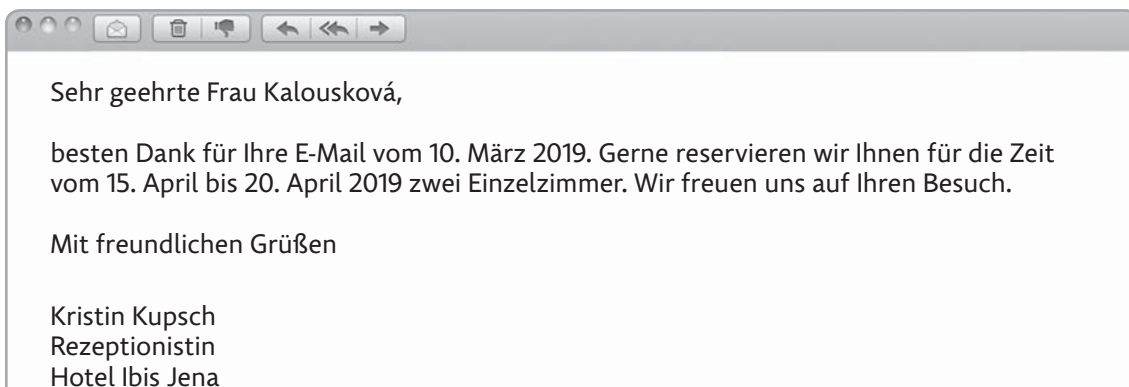 Sehr geehrte Frau Kalousková,
besten Dank für Ihre E-Mail vom 10. März 2019. Gerne reservieren wir Ihnen für die Zeit
vom 15. April bis 20. April 2019 zwei Einzelzimmer. Wir freuen uns auf Ihren Besuch.
Mit freundlichen Grüßen
Kristin Kupsch
Rezeptionistin
Hotel Ibis Jena